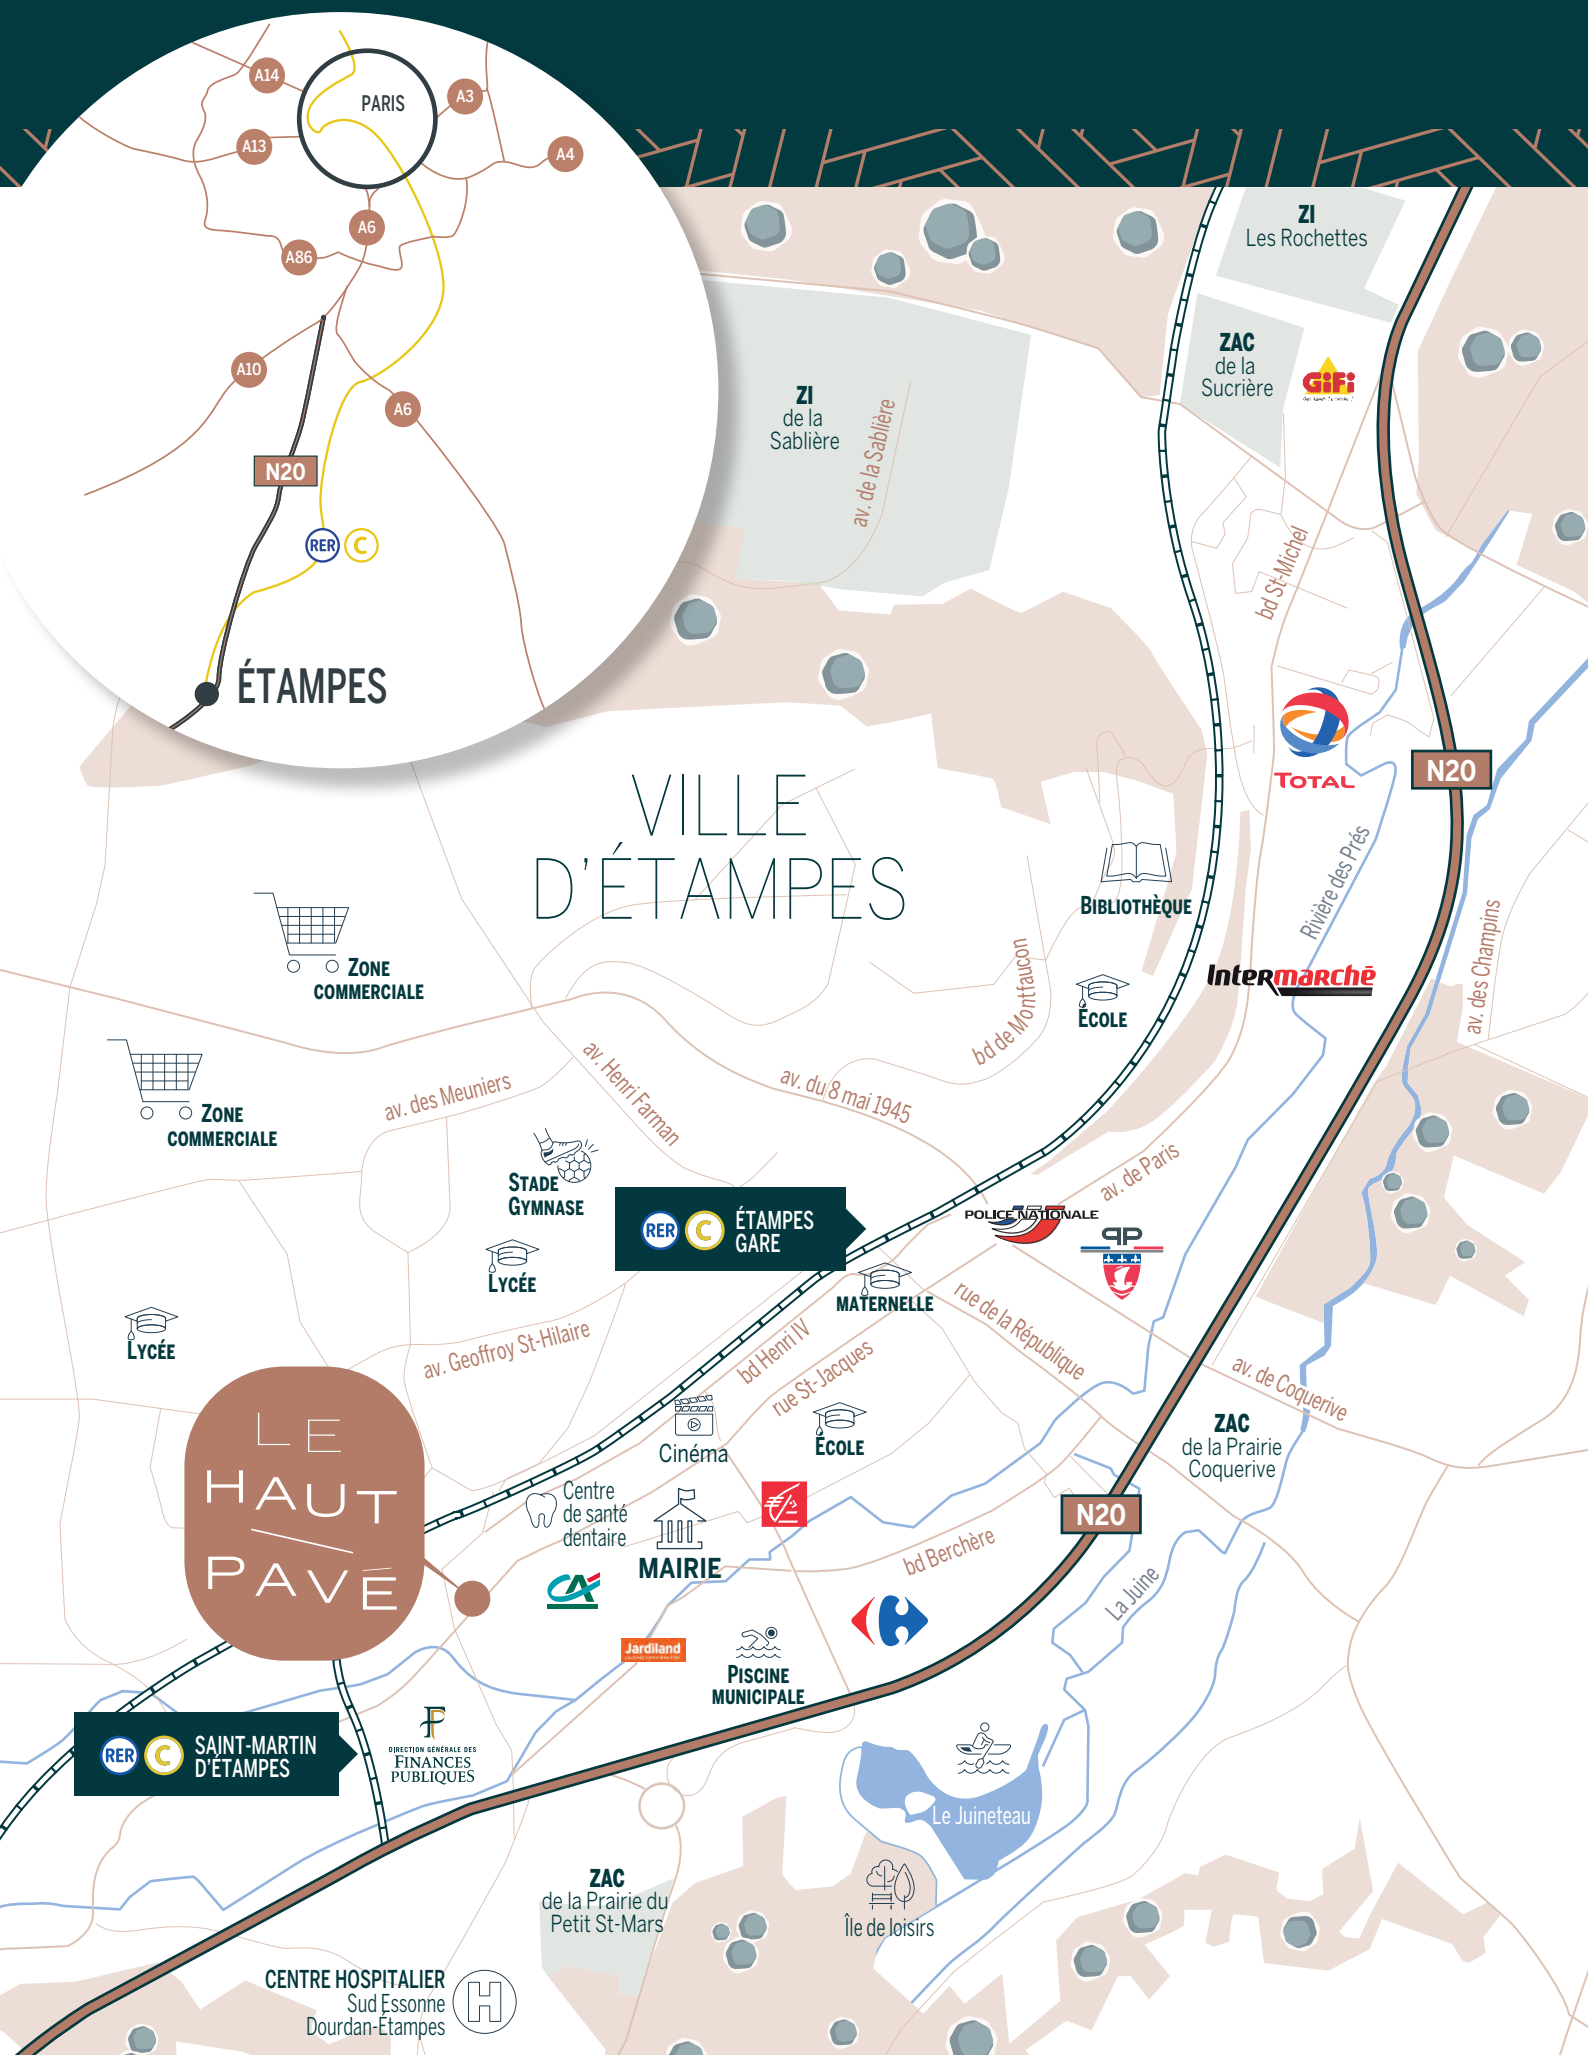 A14
PARIS
A3
A13
A4
A6
A86
A10
A6
N20
RER C
ÉTAMPES
ZI
Les Rochettes
ZAC
de la
Sucrière
GiFi
ZI
de la
Sablière
av. de la Sablière
bd St-Michel
TOTAL
N20
VILLE
D'ÉTAMPES
Rivière des Prés
BIBLIOTHÈQUE
ZONE
COMMERCIALE
bd de Montfaucon
ÉCOLE
Intermarchē
av. des Champins
ZONE
COMMERCIALE
av. des Meuniers
av. Henri Farman
av. du 8 mai 1945
STADE
GYMNASE
av. de Paris
RER C
ÉTAMPES
GARE
POLICE NATIONALE
PP
LYCÉE
MATERNELLE
LYCÉE
av. Geoffroy St-Hilaire
bd Henri IV
rue St-Jacques
rue de la République
av. de Coquerive
LE
HAUT
PAVÉ
Cinéma
ÉCOLE
ZAC
de la Prairie
Coquerive
Centre
de santé
dentaire
MAIRIE
N20
bd Berchère
CA
La Juine
Jardiland
PISCINE
MUNICIPALE
RER C
SAINT-MARTIN
D'ÉTAMPES
DIRECTION GÉNÉRALE DES
FINANCES
PUBLIQUES
Le Juineteau
ZAC
de la Prairie du
Petit St-Mars
Île de loisirs
CENTRE HOSPITALIER
Sud Essonne
Dourdan-Étampes
H